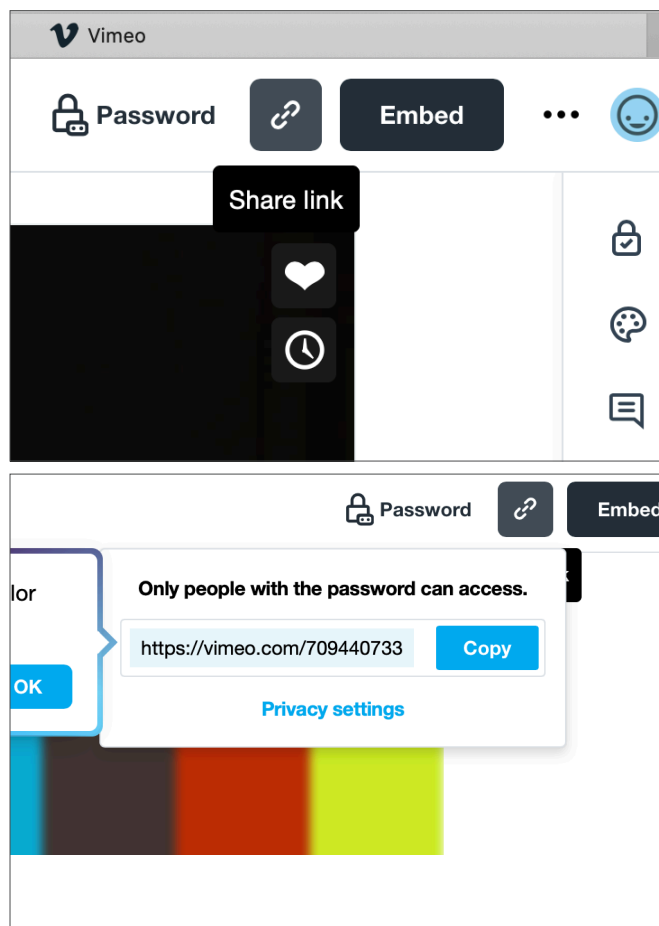 Vimeo
Password
Embed
Share link
Password
Embed
lor
Only people with the password can access.
k
https://vimeo.com/709440733
Copy
OK
Privacy settings